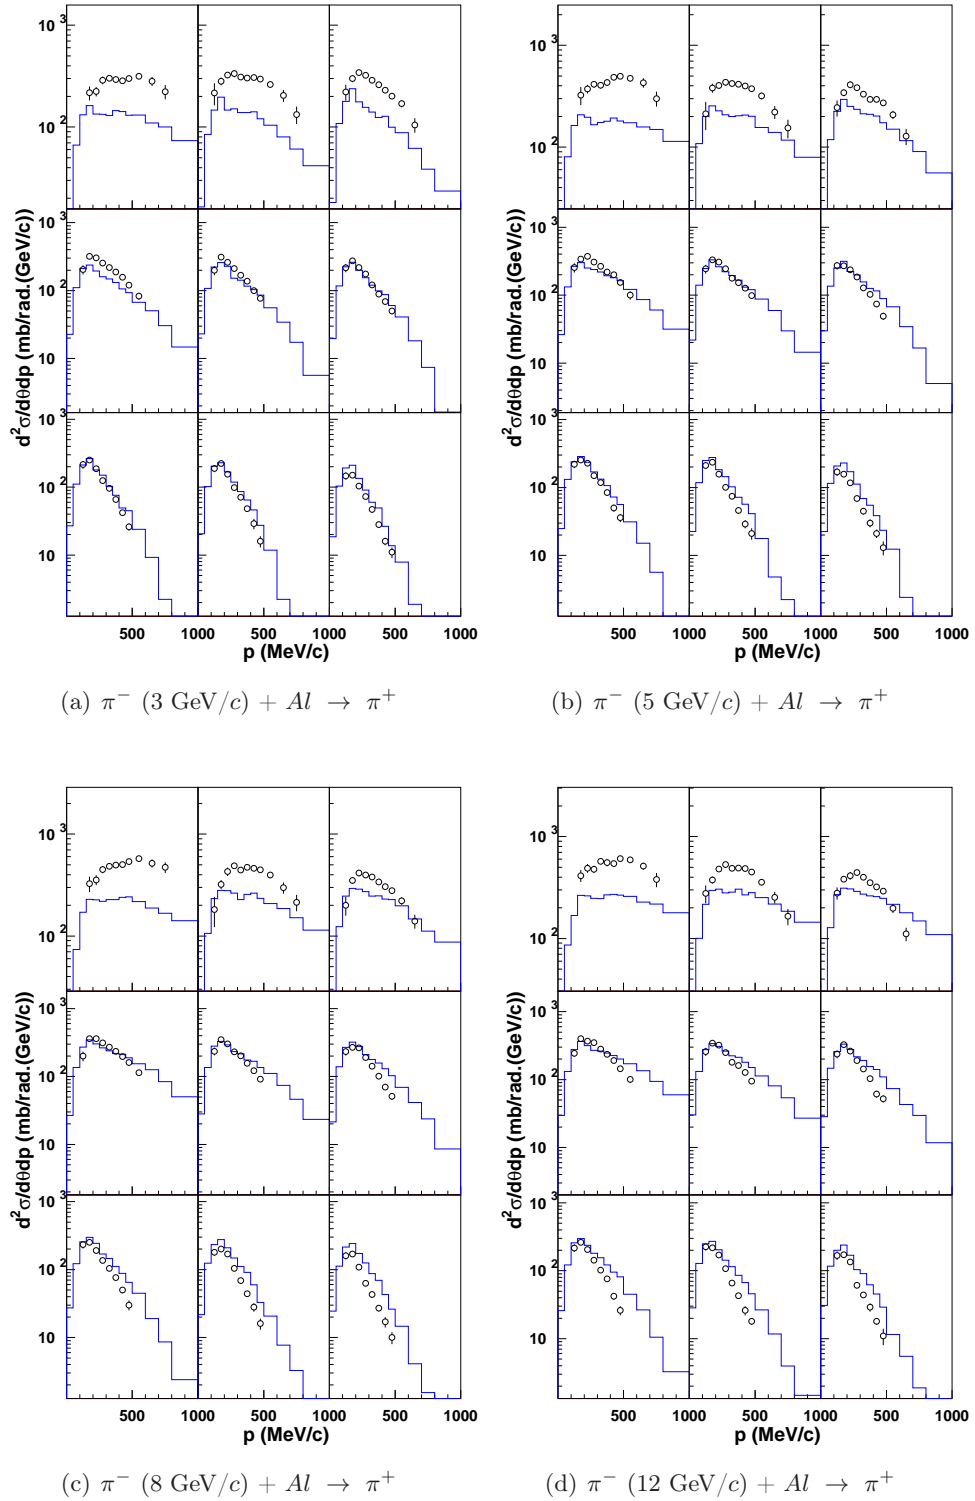 10³
10²
10³
10²
10
10³
10²
10
d²σ/dθdp (mb/rad.(GeV/c))
500 1000 500 1000 500 1000
p (MeV/c)
(a) π⁻ (3 GeV/c) + Al → π⁺
10³
10²
10³
10²
10
10³
10²
10
d²σ/dθdp (mb/rad.(GeV/c))
500 1000 500 1000 500 1000
p (MeV/c)
(b) π⁻ (5 GeV/c) + Al → π⁺
10³
10²
10³
10²
10
10³
10²
10
d²σ/dθdp (mb/rad.(GeV/c))
500 1000 500 1000 500 1000
p (MeV/c)
(c) π⁻ (8 GeV/c) + Al → π⁺
10³
10²
10³
10²
10
10³
10²
10
d²σ/dθdp (mb/rad.(GeV/c))
500 1000 500 1000 500 1000
p (MeV/c)
(d) π⁻ (12 GeV/c) + Al → π⁺